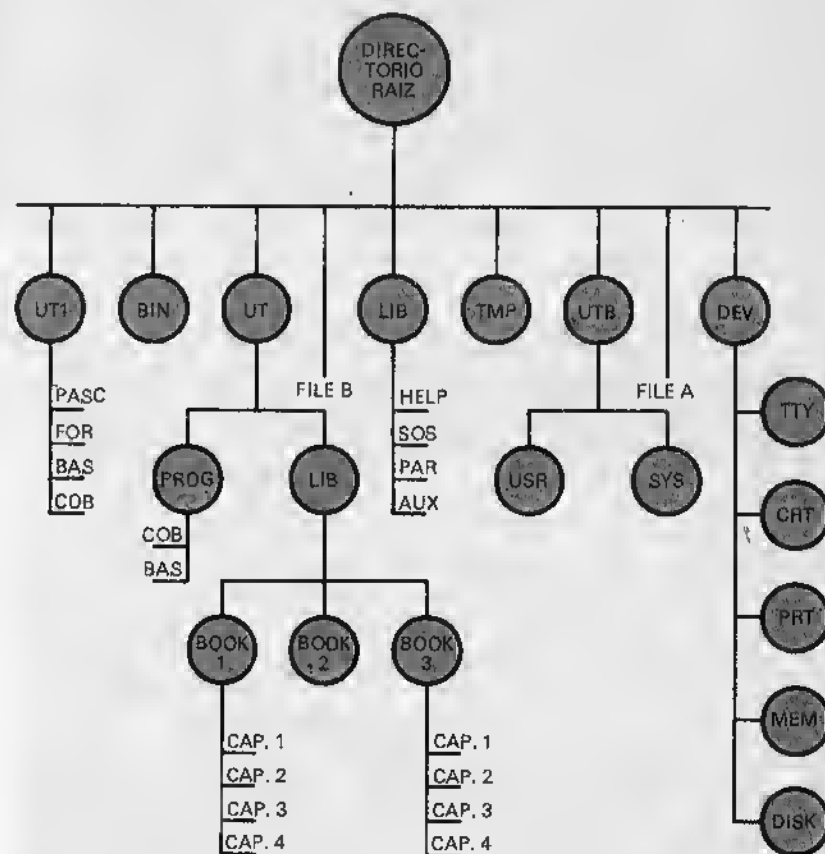 DIREC-
TORIO
RAIZ
UT1
BIN
UT
LIB
TMP
UTB
DEV
FILE B
FILE A
PASC
FOR
BAS
COB
HELP
SOS
PAR
AUX
PROG
LIB
USR
SYS
COB
BAS
TTY
CRT
PRT
MEM
DISK
BOOK
1
BOOK
2
BOOK
3
CAP. 1
CAP. 2
CAP. 3
CAP. 4
CAP. 1
CAP. 2
CAP. 3
CAP. 4